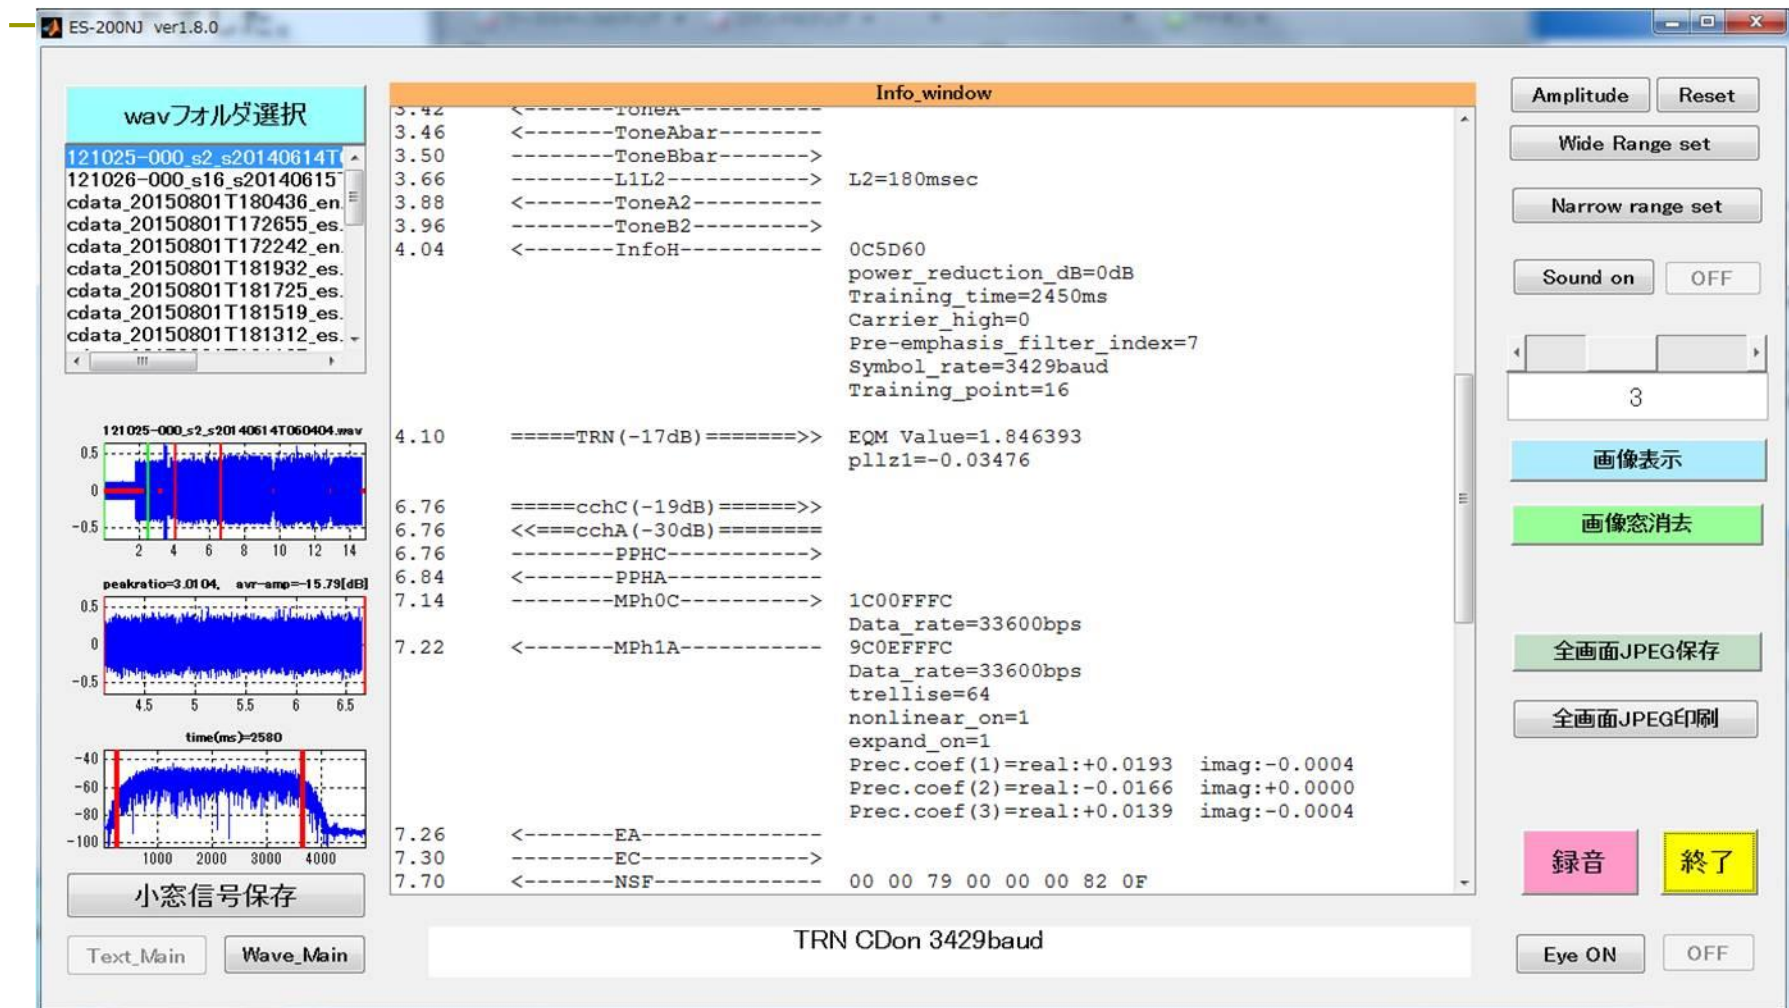 ES-200NJ ver1.8.0
wavフォルダ選択
121025-000_s2_s20140614T
121026-000_s16_s20140615
cdata_20150801T180436_en.
cdata_20150801T172655_es.
cdata_20150801T172242_en.
cdata_20150801T181932_es.
cdata_20150801T181725_es.
cdata_20150801T181519_es.
cdata_20150801T181312_es.
121025-000_s2_s20140614T060404.wav
0.5
0
-0.5
2 4 6 8 10 12 14
peakratio=3.0104, avr-amp=-15.79[dB]
0.5
0
-0.5
4.5 5 5.5 6 6.5
time(ms)=2580
-40
-60
-80
-100
1000 2000 3000 4000
小窓信号保存
Text_Main Wave_Main
Info_window
3.42 <-------ToneA------------
3.46 <-------ToneAbar--------
3.50 --------ToneBbar------->
3.66 --------L1L2-----------> L2=180msec
3.88 <-------ToneA2----------
3.96 --------ToneB2--------->
4.04 <-------InfoH----------- 0C5D60
power_reduction_dB=0dB
Training_time=2450ms
Carrier_high=0
Pre-emphasis_filter_index=7
Symbol_rate=3429baud
Training_point=16
4.10 =====TRN(-17dB)=======>> EQM Value=1.846393
pllz1=-0.03476
6.76 =====cchC(-19dB)======>>
6.76 <<===cchA(-30dB)========
6.76 --------PPHC----------->
6.84 <-------PPHA------------
7.14 --------MPh0C----------> 1C00FFFC
Data_rate=33600bps
7.22 <-------MPh1A----------- 9C0EFFFC
Data_rate=33600bps
trellise=64
nonlinear_on=1
expand_on=1
Prec.coef(1)=real:+0.0193 imag:-0.0004
Prec.coef(2)=real:-0.0166 imag:+0.0000
Prec.coef(3)=real:+0.0139 imag:-0.0004
7.26 <-------EA--------------
7.30 --------EC------------->
7.70 <-------NSF------------- 00 00 79 00 00 00 82 0F
TRN CDon 3429baud
Amplitude Reset
Wide Range set
Narrow range set
Sound on OFF
3
画像表示
画像窓消去
全画面JPEG保存
全画面JPEG印刷
録音 終了
Eye ON OFF